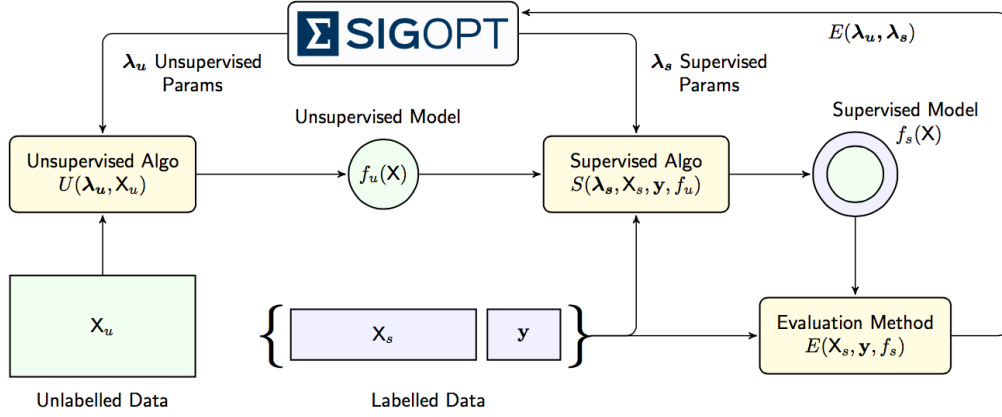 Σ SIGOPT
E(λu, λs)
λu Unsupervised
Params
λs Supervised
Params
Unsupervised Model
Supervised Model
fs(X)
Unsupervised Algo
U(λu, Xu)
fu(X)
Supervised Algo
S(λs, Xs, y, fu)
Xu
{ Xs y }
Evaluation Method
E(Xs, y, fs)
Unlabelled Data
Labelled Data